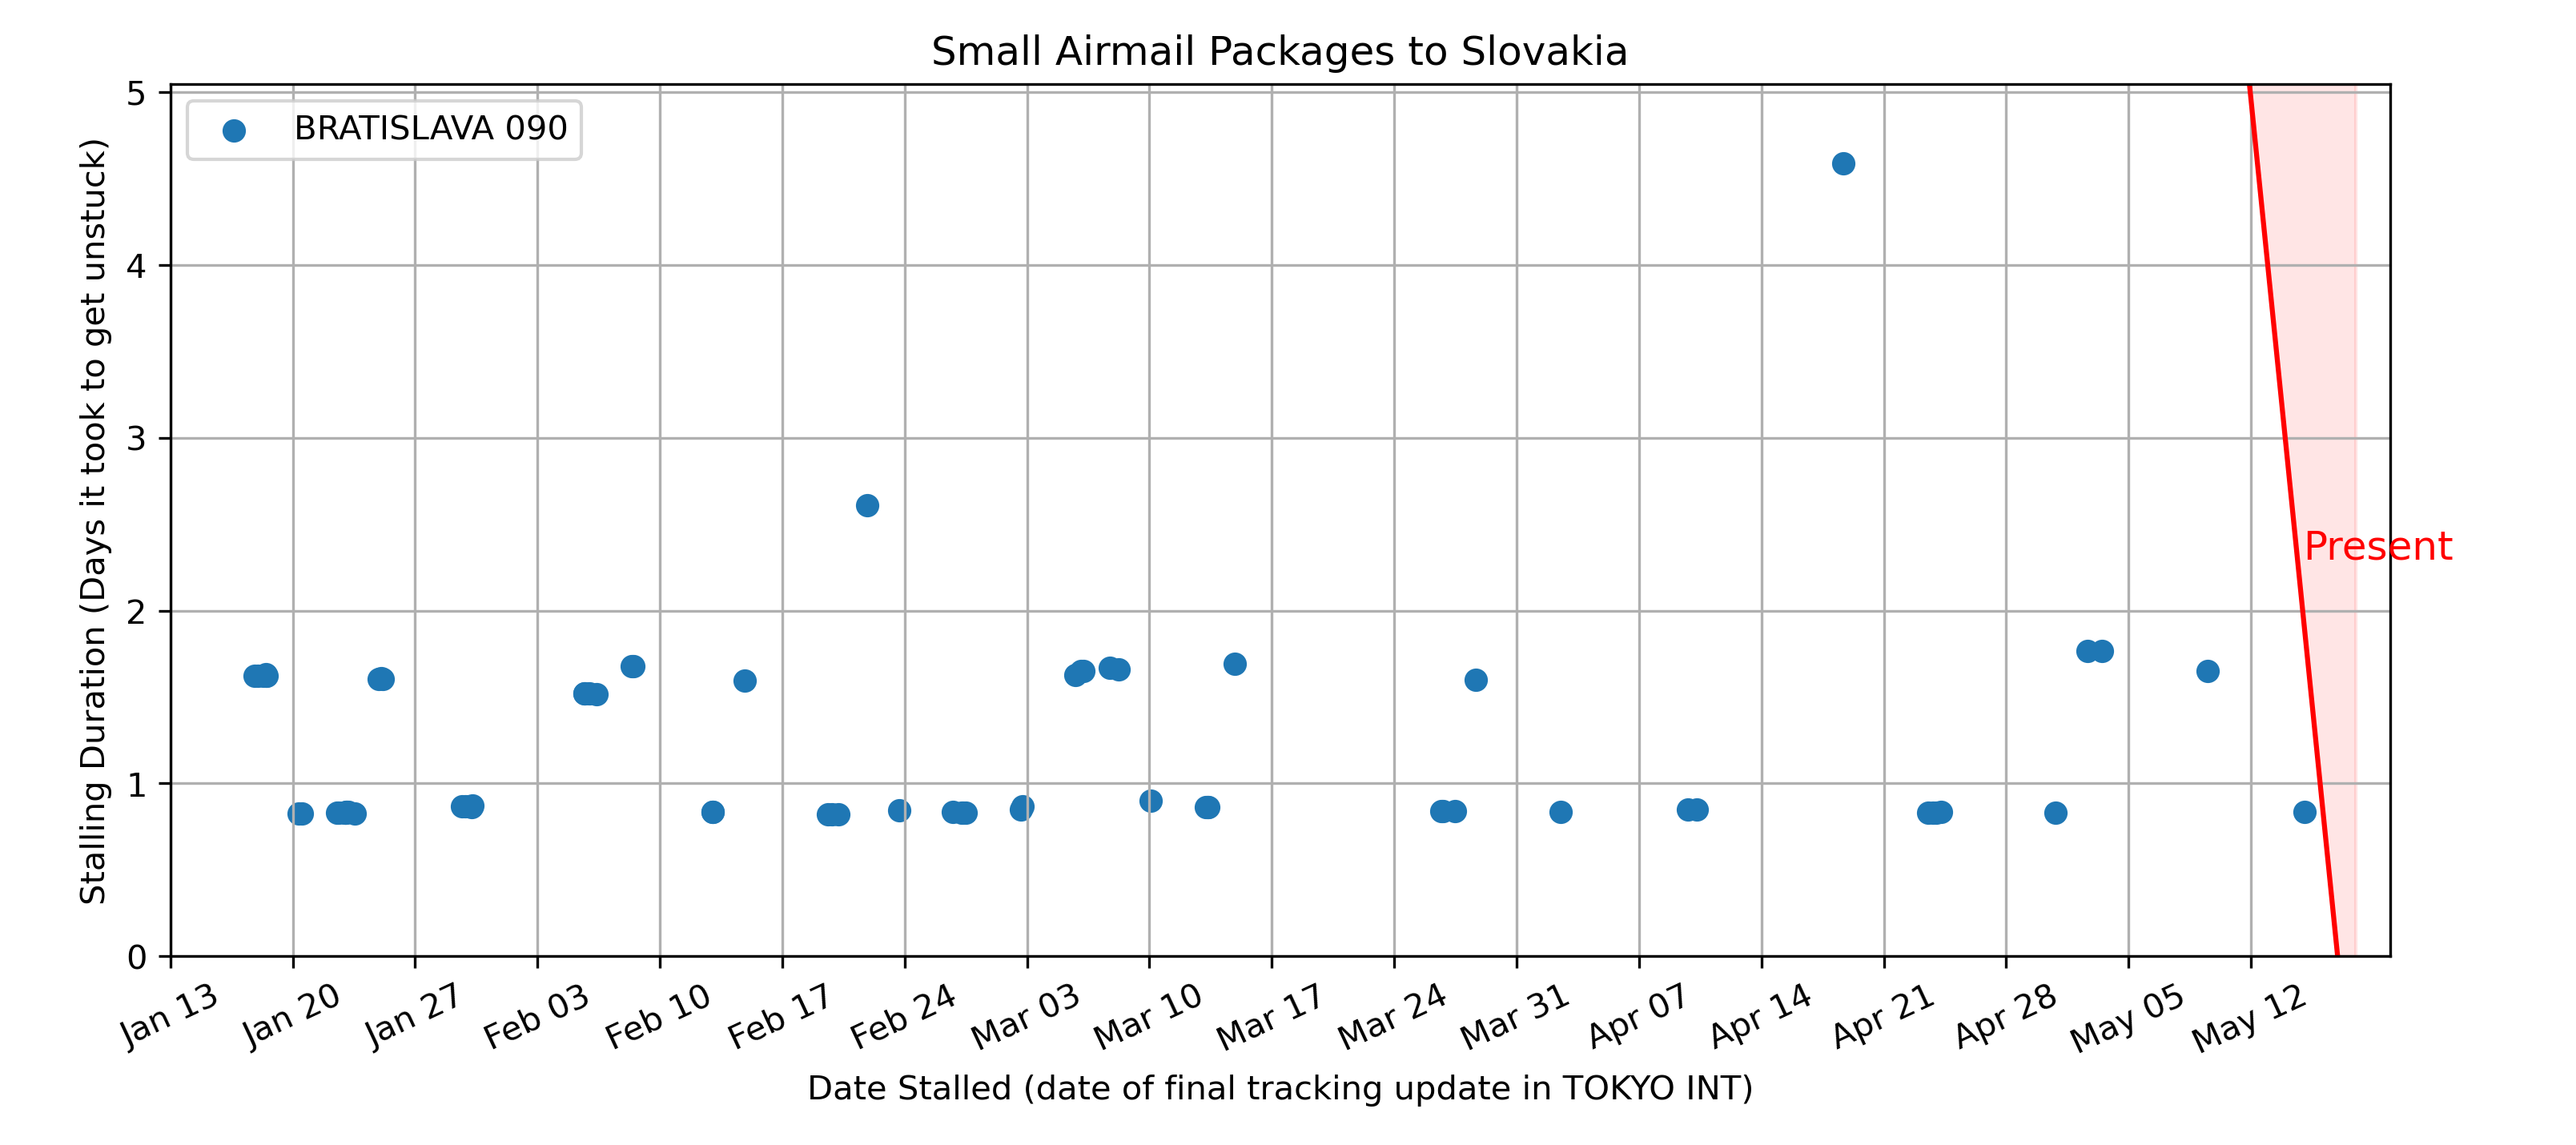 Small Airmail Packages to Slovakia
BRATISLAVA 090
Stalling Duration (Days it took to get unstuck)
5
4
3
2
1
0
Present
Jan 13
Jan 20
Jan 27
Feb 03
Feb 10
Feb 17
Feb 24
Mar 03
Mar 10
Mar 17
Mar 24
Mar 31
Apr 07
Apr 14
Apr 21
Apr 28
May 05
May 12
Date Stalled (date of final tracking update in TOKYO INT)